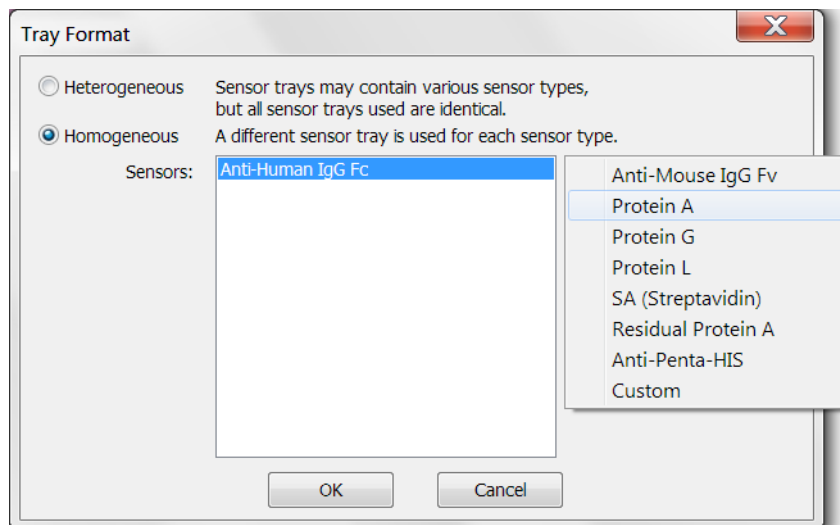 Tray Format
Heterogeneous
Sensor trays may contain various sensor types,
but all sensor trays used are identical.
Homogeneous
A different sensor tray is used for each sensor type.
Sensors:
Anti-Human IgG Fc
Anti-Mouse IgG Fv
Protein A
Protein G
Protein L
SA (Streptavidin)
Residual Protein A
Anti-Penta-HIS
Custom
OK
Cancel